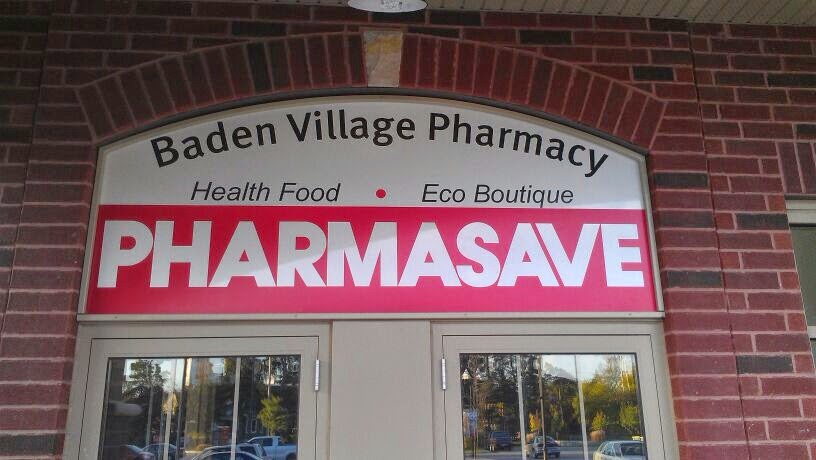 Baden Village Pharmacy
Health Food • Eco Boutique
PHARMASAVE